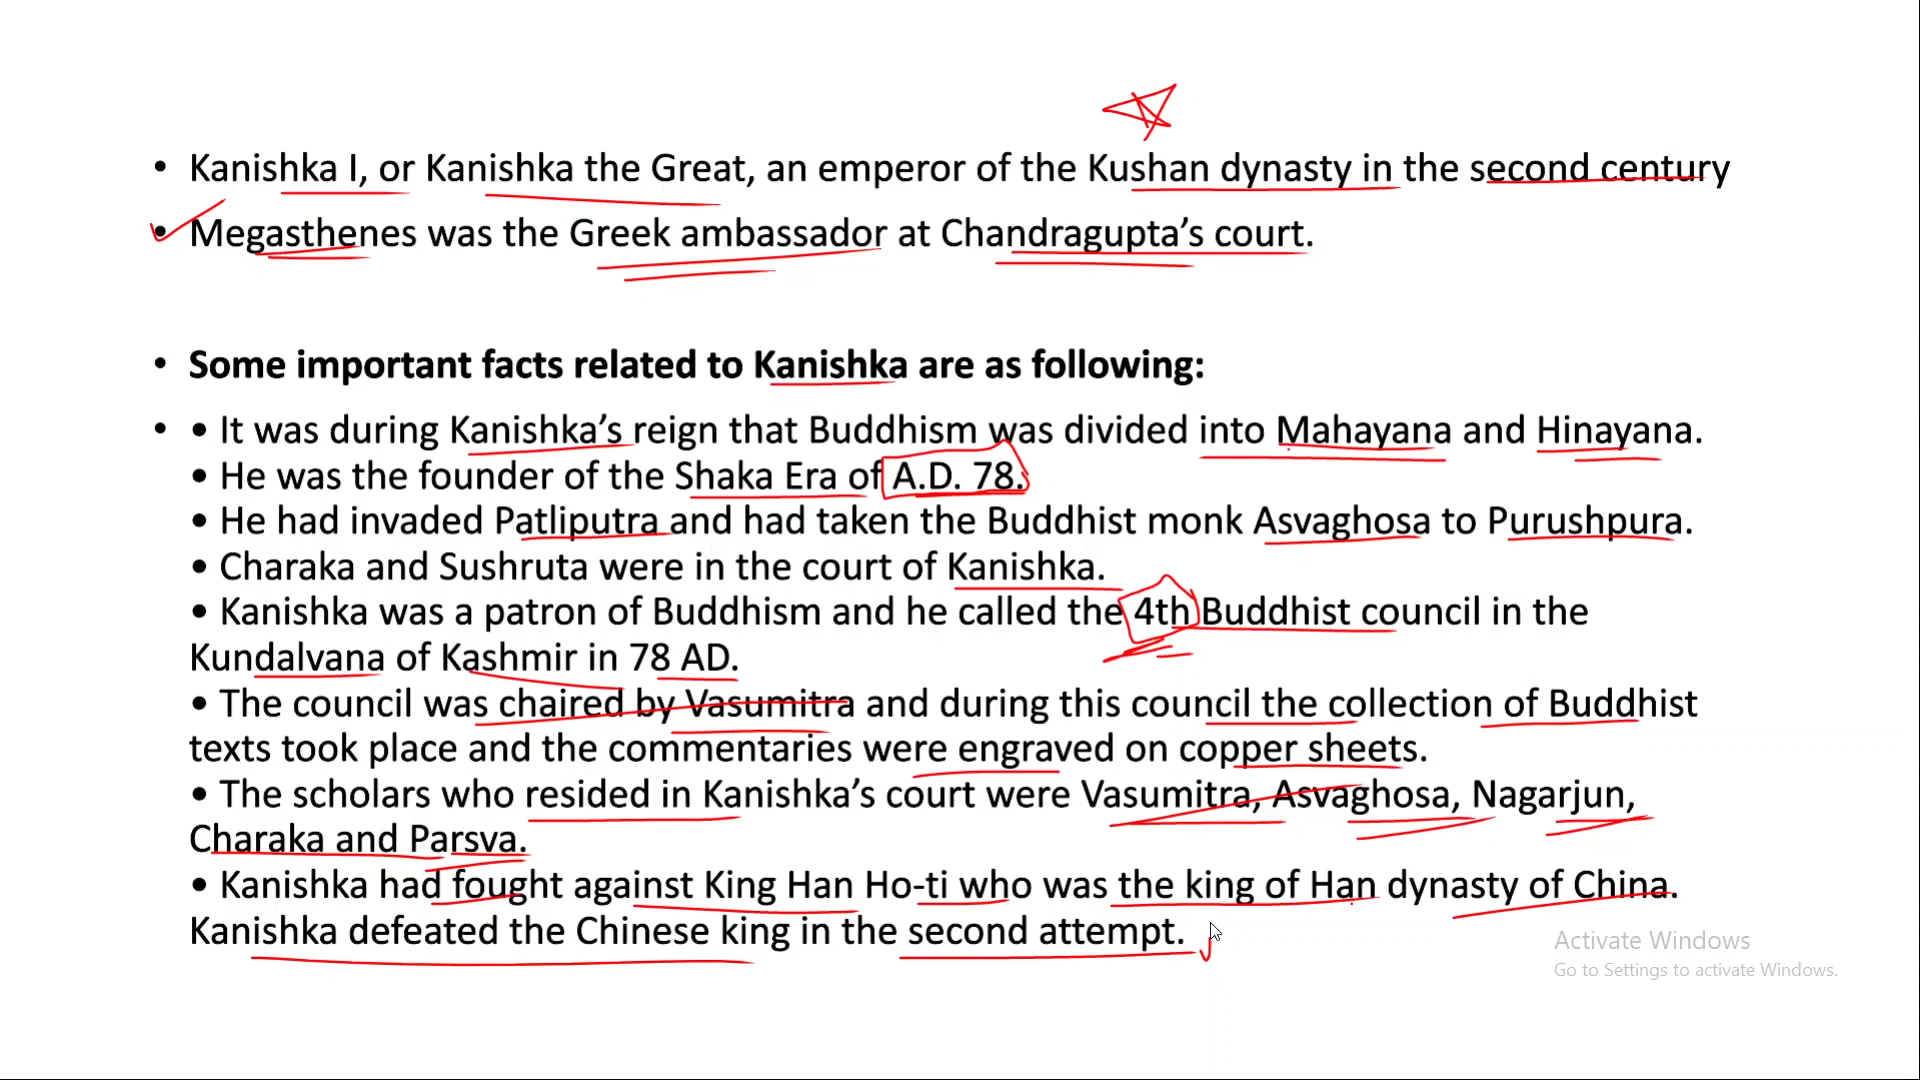 • Kanishka I, or Kanishka the Great, an emperor of the Kushan dynasty in the second century
• Megasthenes was the Greek ambassador at Chandragupta’s court.
• Some important facts related to Kanishka are as following:
• • It was during Kanishka’s reign that Buddhism was divided into Mahayana and Hinayana.
• He was the founder of the Shaka Era of A.D. 78.
• He had invaded Patliputra and had taken the Buddhist monk Asvaghosa to Purushpura.
• Charaka and Sushruta were in the court of Kanishka.
• Kanishka was a patron of Buddhism and he called the 4th Buddhist council in the
Kundalvana of Kashmir in 78 AD.
• The council was chaired by Vasumitra and during this council the collection of Buddhist
texts took place and the commentaries were engraved on copper sheets.
• The scholars who resided in Kanishka’s court were Vasumitra, Asvaghosa, Nagarjun,
Charaka and Parsva.
• Kanishka had fought against King Han Ho-ti who was the king of Han dynasty of China.
Kanishka defeated the Chinese king in the second attempt.
Activate Windows
Go to Settings to activate Windows.